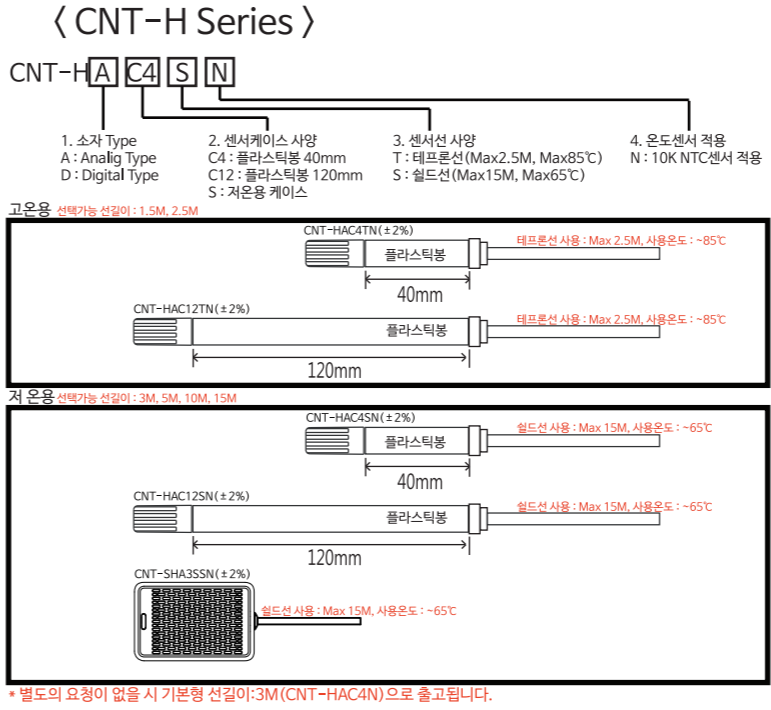 〈 CNT-H Series 〉
CNT-H A C4 S N
1. 소자 Type
A : Analig Type
D : Digital Type
2. 센서케이스 사양
C4 : 플라스틱봉 40mm
C12 : 플라스틱봉 120mm
S : 저온용 케이스
3. 센서선 사양
T : 테프론선(Max2.5M, Max85℃)
S : 쉴드선(Max15M, Max65℃)
4. 온도센서 적용
N : 10K NTC센서 적용
고온용 선택가능 선길이 : 1.5M, 2.5M
CNT-HAC4TN(±2%)
플라스틱봉
테프론선 사용 : Max 2.5M, 사용온도 : ~85℃
40mm
CNT-HAC12TN(±2%)
플라스틱봉
테프론선 사용 : Max 2.5M, 사용온도 : ~85℃
120mm
저 온용 선택가능 선길이 : 3M, 5M, 10M, 15M
CNT-HAC4SN(±2%)
플라스틱봉
쉴드선 사용 : Max 15M, 사용온도 : ~65℃
40mm
CNT-HAC12SN(±2%)
플라스틱봉
쉴드선 사용 : Max 15M, 사용온도 : ~65℃
120mm
CNT-SHA3SSN(±2%)
쉴드선 사용 : Max 15M, 사용온도 : ~65℃
* 별도의 요청이 없을 시 기본형 선길이:3M(CNT-HAC4N)으로 출고됩니다.